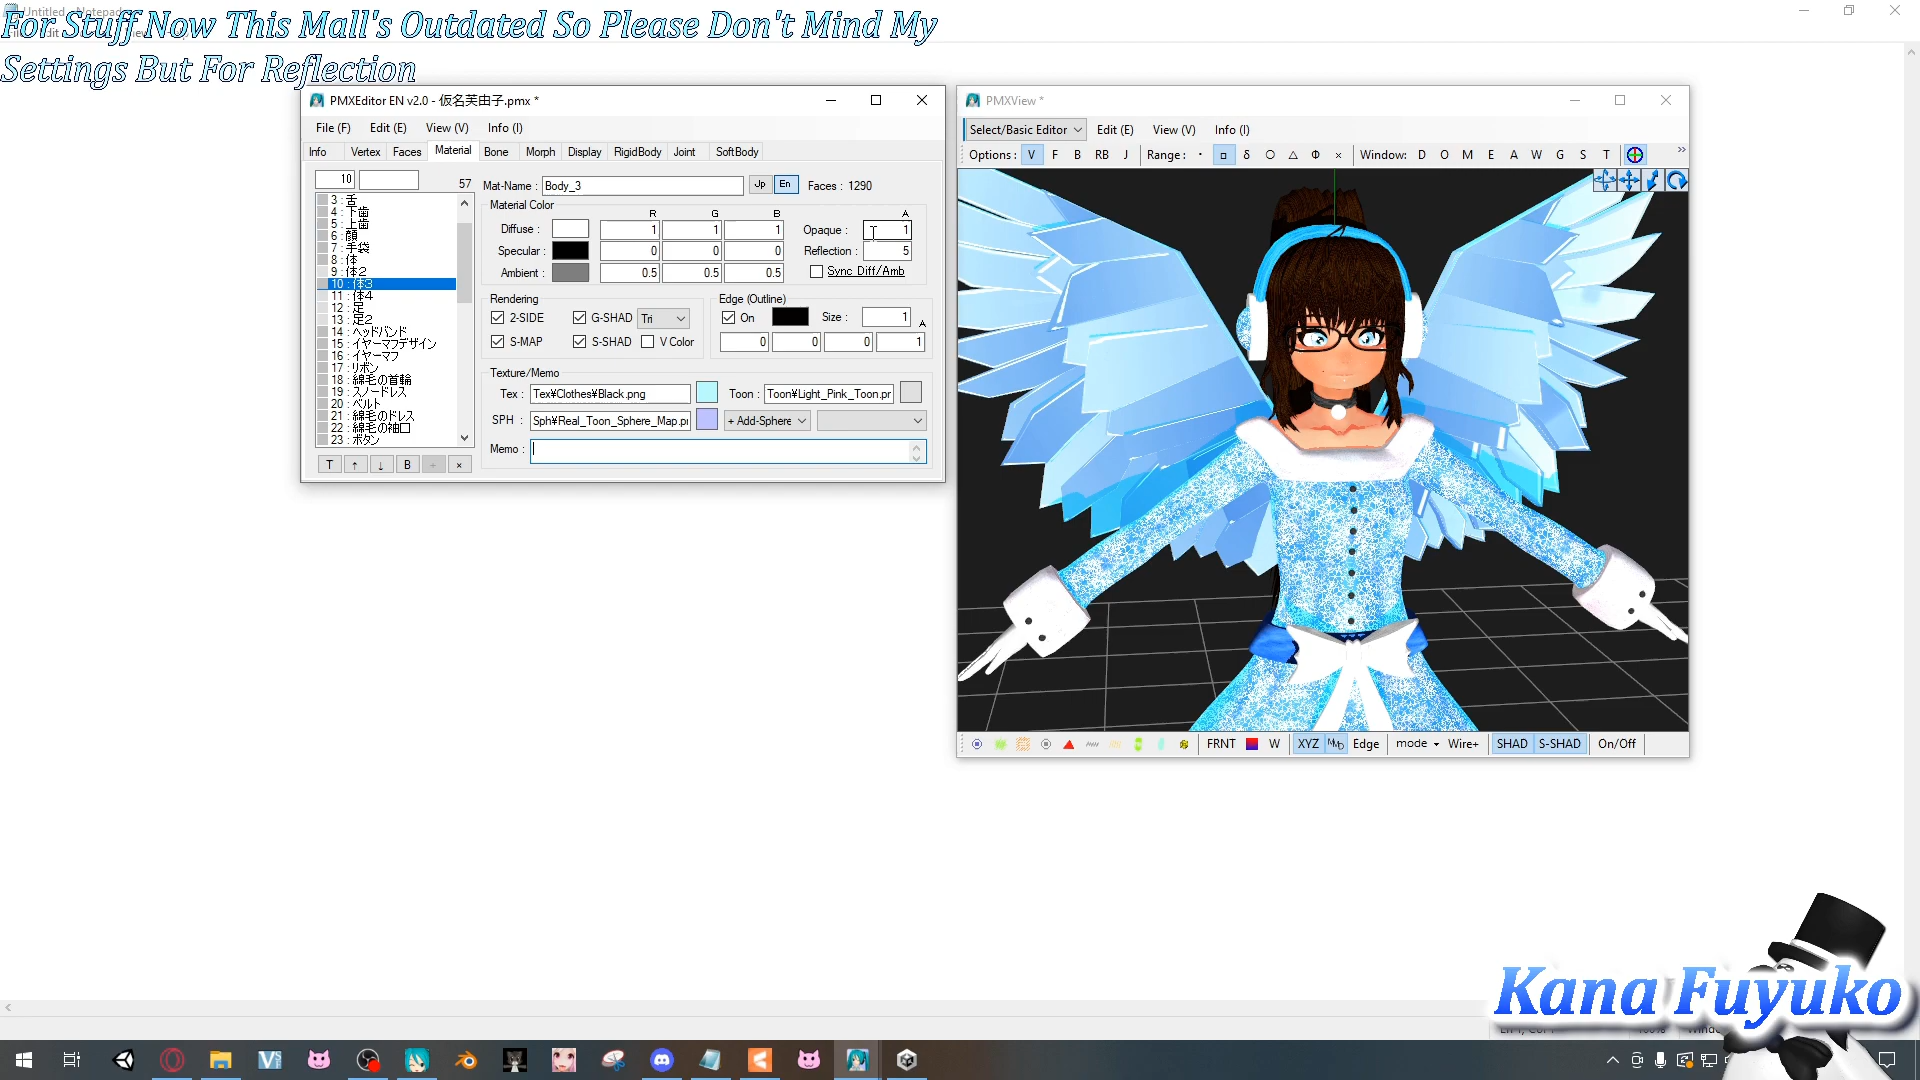 For Stuff Now This Mall's Outdated So Please Don't Mind My
Settings But For Reflection
PMXEditor EN v2.0 - 仮名芙由子.pmx *
File (F) Edit (E) View (V) Info (I)
Info Vertex Faces Material Bone Morph Display RigidBody Joint SoftBody
10 57 Mat-Name : Body_3 Jp En Faces : 1290
3 : 舌
4 : 下歯
5 : 上歯
6 : 顔
7 : 手袋
8 : 体
9 : 体2
10 : 体3
11 : 体4
12 : 足
13 : 足2
14 : ヘッドバンド
15 : イヤーマフデザイン
16 : イヤーマフ
17 : リボン
18 : 綿毛の首輪
19 : スノードレス
20 : ベルト
21 : 綿毛のドレス
22 : 綿毛の袖口
23 : ボタン
T ↑ ↓ B - ×
Material Color
R G B A
Diffuse : 1 1 1 Opaque : 1
Specular : 0 0 0 Reflection : 5
Ambient : 0.5 0.5 0.5 Sync Diff/Amb
Rendering Edge (Outline)
2-SIDE G-SHAD Tri On Size : 1 A
S-MAP S-SHAD V Color 0 0 0 1
Texture/Memo
Tex : Tex¥Clothes¥Black.png Toon : Toon¥Light_Pink_Toon.pr
SPH : Sph¥Real_Toon_Sphere_Map.pr + Add-Sphere
Memo :
PMXView *
Select/Basic Editor Edit (E) View (V) Info (I)
Options : V F B RB J Range : · □ δ ○ △ Φ × Window: D O M E A W G S T »
FRNT W XYZ MMD Edge mode Wire+ SHAD S-SHAD On/Off
Kana Fuyuko